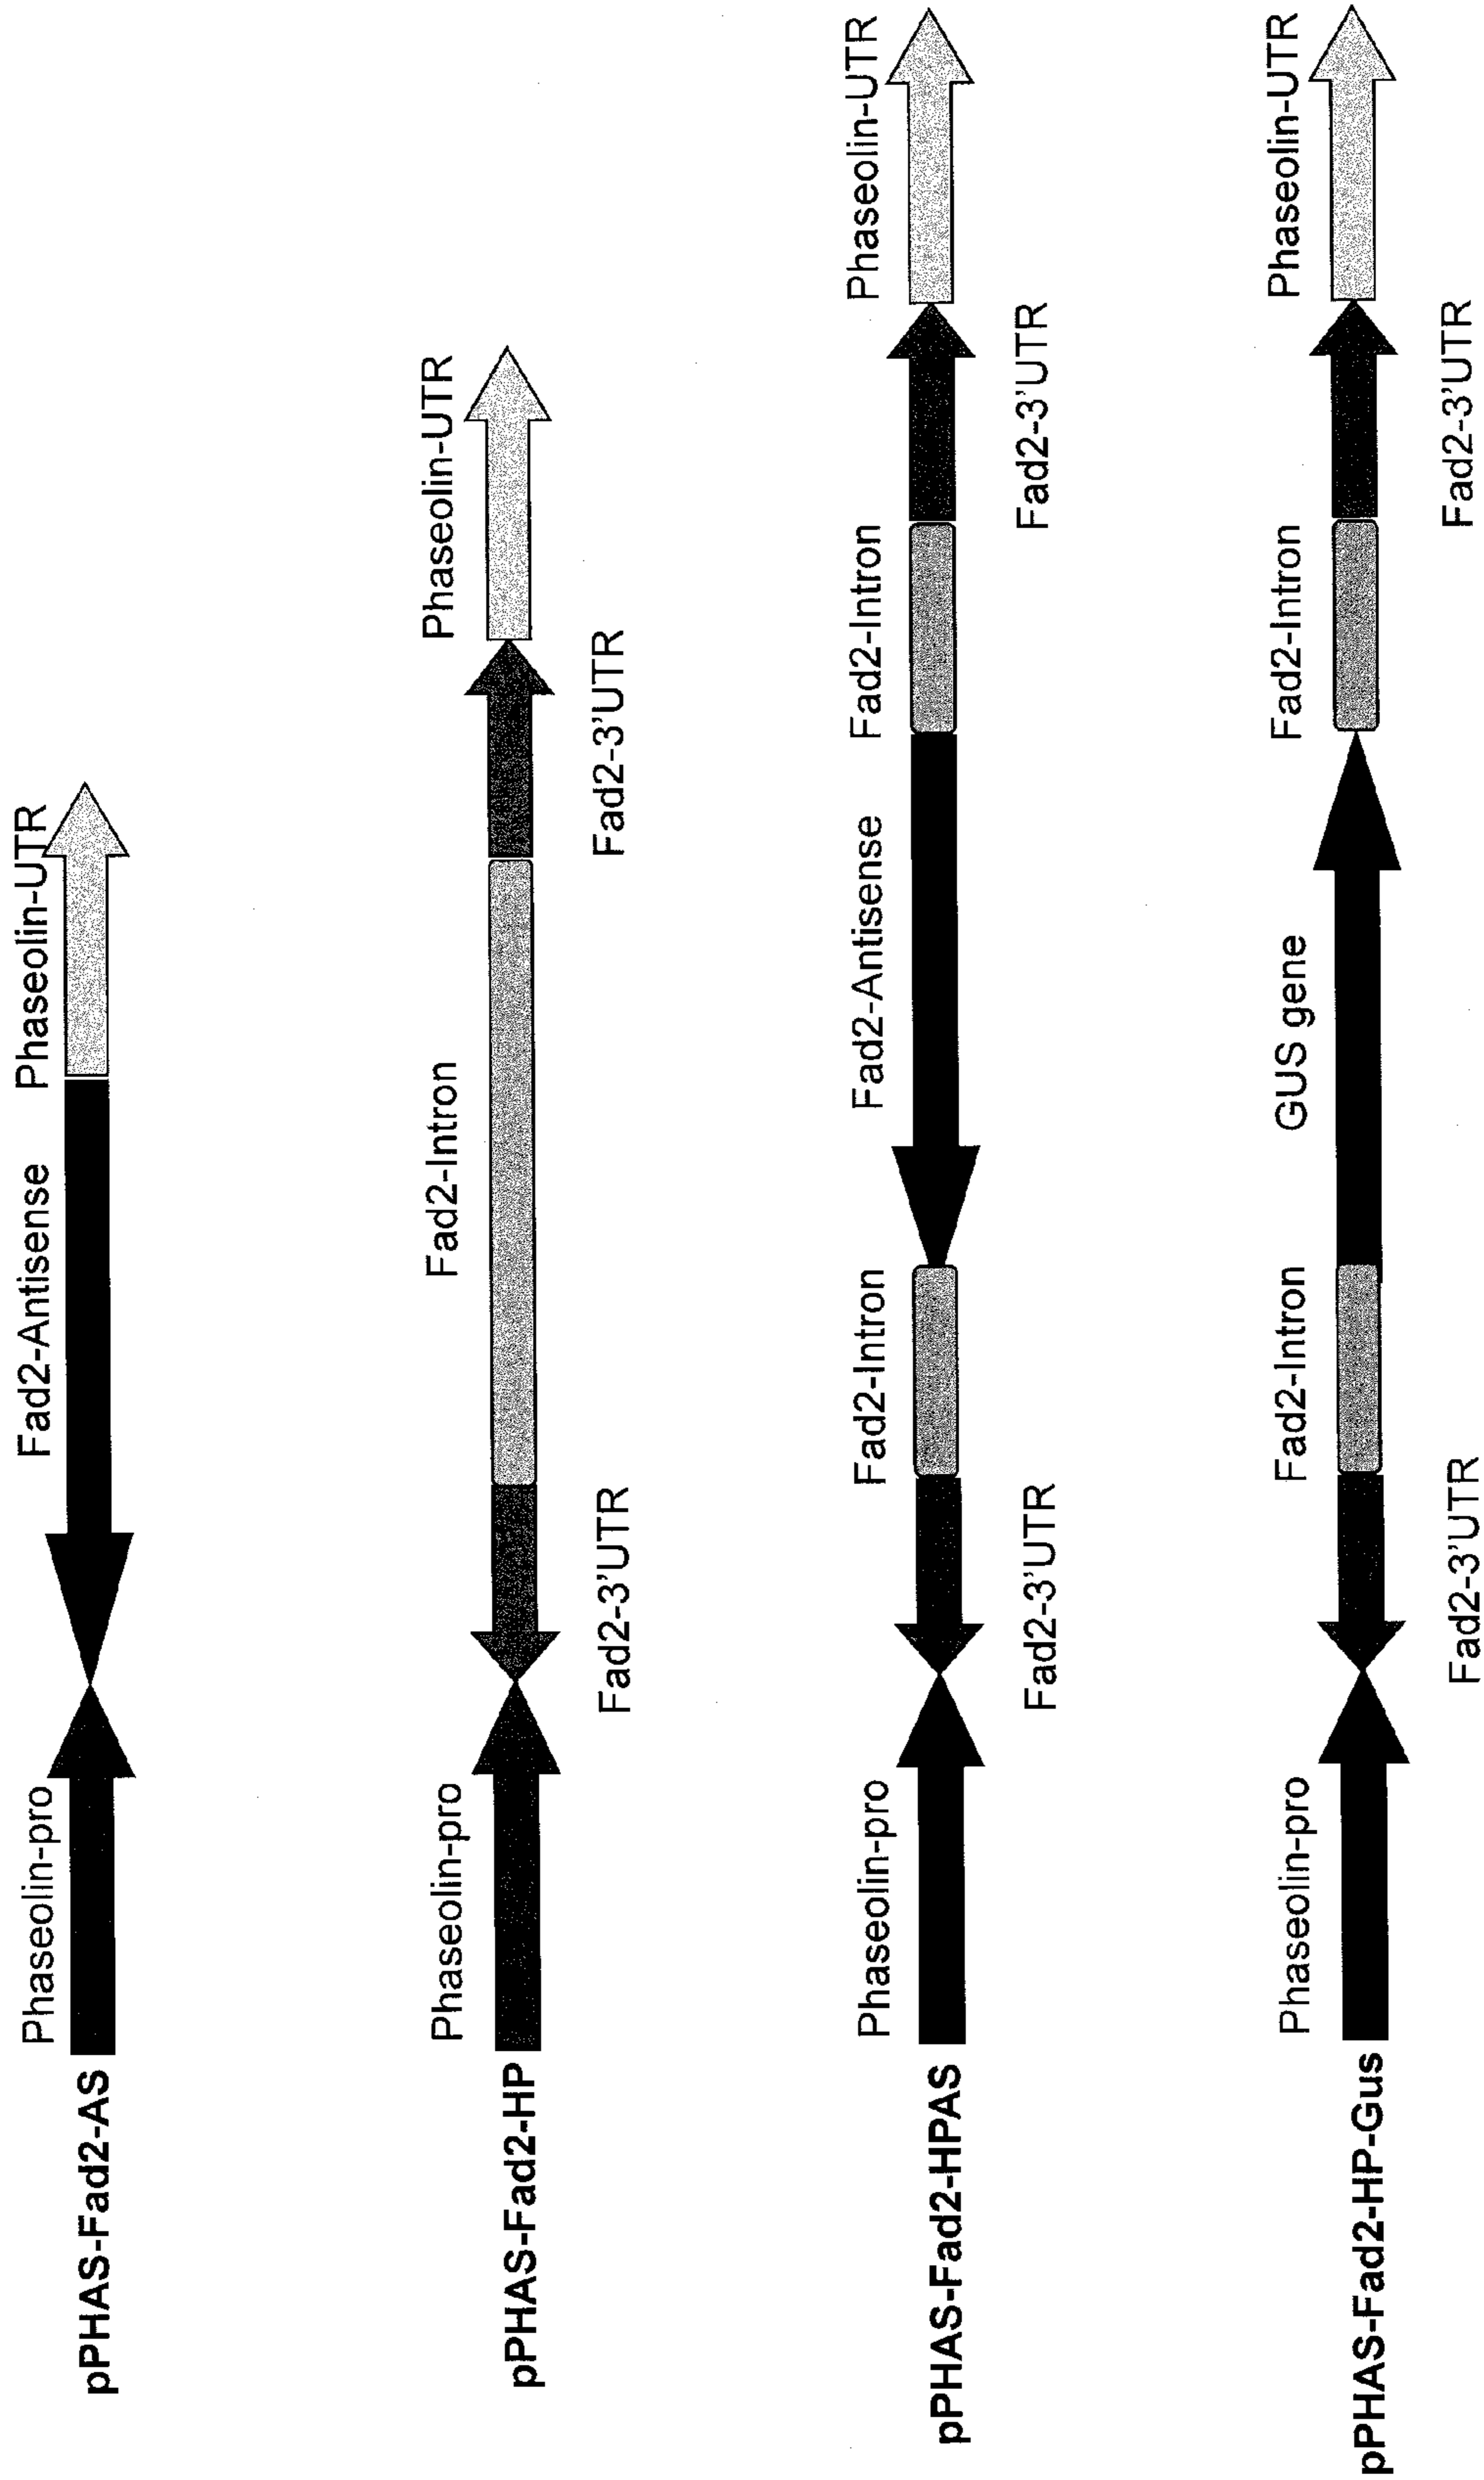 pPHAS-Fad2-AS
Phaseolin-pro
Fad2-Antisense
Phaseolin-UTR
pPHAS-Fad2-HP
Phaseolin-pro
Fad2-3'UTR
Fad2-Intron
Fad2-3'UTR
Phaseolin-UTR
pPHAS-Fad2-HPAS
Phaseolin-pro
Fad2-3'UTR
Fad2-Intron
Fad2-Antisense
Fad2-Intron
Fad2-3'UTR
Phaseolin-UTR
pPHAS-Fad2-HP-Gus
Phaseolin-pro
Fad2-3'UTR
Fad2-Intron
GUS gene
Fad2-Intron
Fad2-3'UTR
Phaseolin-UTR